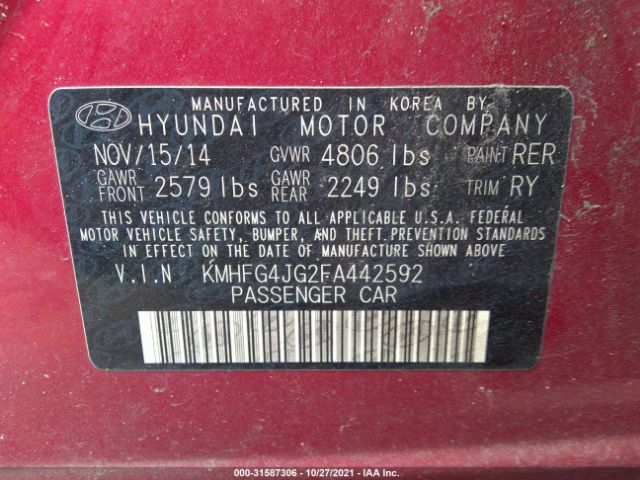 MANUFACTURED IN KOREA BY
HYUNDAI MOTOR COMPANY
NOV/15/14 GVWR 4806 lbs PAINT RER
GAWR FRONT 2579 lbs GAWR REAR 2249 lbs TRIM RY
THIS VEHICLE CONFORMS TO ALL APPLICABLE U.S.A. FEDERAL
MOTOR VEHICLE SAFETY, BUMPER, AND THEFT PREVENTION STANDARDS
IN EFFECT ON THE DATE OF MANUFACTURE SHOWN ABOVE.
V.I.N KMHFG4JG2FA442592
PASSENGER CAR
000-31587306 - 10/27/2021 - IAA Inc.